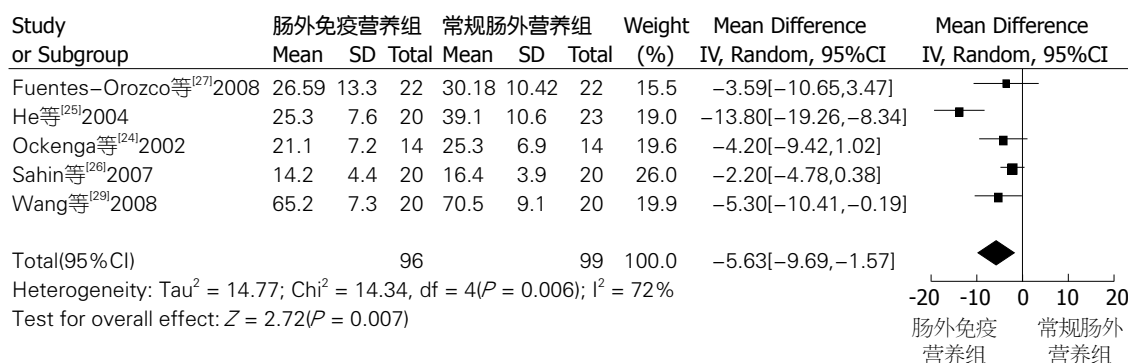 Study 肠外免疫营养组 常规肠外营养组 Weight Mean Difference Mean Difference
or Subgroup Mean SD Total Mean SD Total (%) IV, Random, 95%CI IV, Random, 95%CI
Fuentes-Orozco等[27]2008 26.59 13.3 22 30.18 10.42 22 15.5 -3.59[-10.65,3.47]
He等[25]2004 25.3 7.6 20 39.1 10.6 23 19.0 -13.80[-19.26,-8.34]
Ockenga等[24]2002 21.1 7.2 14 25.3 6.9 14 19.6 -4.20[-9.42,1.02]
Sahin等[26]2007 14.2 4.4 20 16.4 3.9 20 26.0 -2.20[-4.78,0.38]
Wang等[29]2008 65.2 7.3 20 70.5 9.1 20 19.9 -5.30[-10.41,-0.19]
Total(95%CI) 96 99 100.0 -5.63[-9.69,-1.57]
Heterogeneity: Tau² = 14.77; Chi² = 14.34, df = 4(P = 0.006); I² = 72%
Test for overall effect: Z = 2.72(P = 0.007)
-20 -10 0 10 20
肠外免疫 常规肠外
营养组 营养组